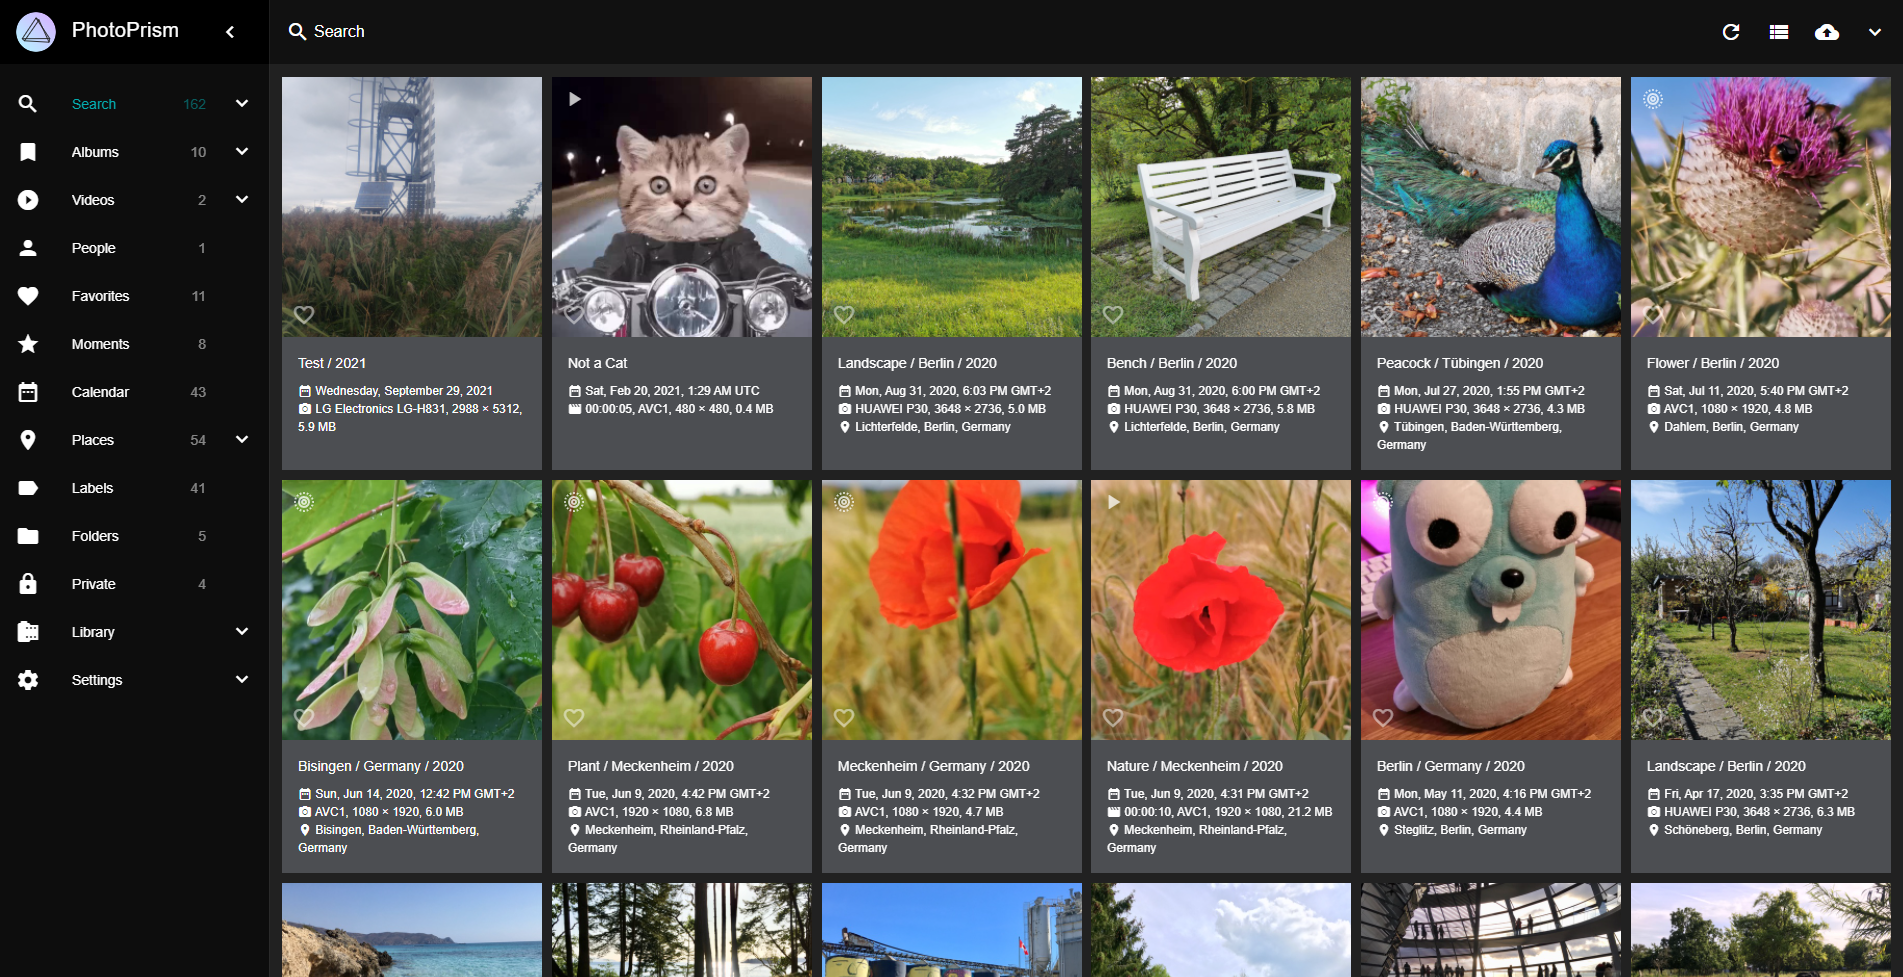 PhotoPrism
Search
Search 162
Albums 10
Videos 2
People 1
Favorites 11
Moments 8
Calendar 43
Places 54
Labels 41
Folders 5
Private 4
Library
Settings
Test / 2021
Wednesday, September 29, 2021
LG Electronics LG-H831, 2988 × 5312,
5.9 MB
Not a Cat
Sat, Feb 20, 2021, 1:29 AM UTC
00:00:05, AVC1, 480 × 480, 0.4 MB
Landscape / Berlin / 2020
Mon, Aug 31, 2020, 6:03 PM GMT+2
HUAWEI P30, 3648 × 2736, 5.0 MB
Lichterfelde, Berlin, Germany
Bench / Berlin / 2020
Mon, Aug 31, 2020, 6:00 PM GMT+2
HUAWEI P30, 3648 × 2736, 5.8 MB
Lichterfelde, Berlin, Germany
Peacock / Tübingen / 2020
Mon, Jul 27, 2020, 1:55 PM GMT+2
HUAWEI P30, 3648 × 2736, 4.3 MB
Tübingen, Baden-Württemberg,
Germany
Flower / Berlin / 2020
Sat, Jul 11, 2020, 5:40 PM GMT+2
AVC1, 1080 × 1920, 4.8 MB
Dahlem, Berlin, Germany
Bisingen / Germany / 2020
Sun, Jun 14, 2020, 12:42 PM GMT+2
AVC1, 1080 × 1920, 6.0 MB
Bisingen, Baden-Württemberg,
Germany
Plant / Meckenheim / 2020
Tue, Jun 9, 2020, 4:42 PM GMT+2
AVC1, 1920 × 1080, 6.8 MB
Meckenheim, Rheinland-Pfalz,
Germany
Meckenheim / Germany / 2020
Tue, Jun 9, 2020, 4:32 PM GMT+2
AVC1, 1080 × 1920, 4.7 MB
Meckenheim, Rheinland-Pfalz,
Germany
Nature / Meckenheim / 2020
Tue, Jun 9, 2020, 4:31 PM GMT+2
00:00:10, AVC1, 1920 × 1080, 21.2 MB
Meckenheim, Rheinland-Pfalz,
Germany
Berlin / Germany / 2020
Mon, May 11, 2020, 4:16 PM GMT+2
AVC1, 1080 × 1920, 4.4 MB
Steglitz, Berlin, Germany
Landscape / Berlin / 2020
Fri, Apr 17, 2020, 3:35 PM GMT+2
HUAWEI P30, 3648 × 2736, 6.3 MB
Schöneberg, Berlin, Germany